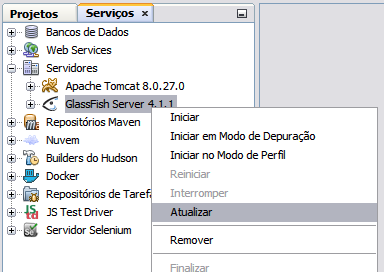 Projetos
Serviços ×
Bancos de Dados
Web Services
Servidores
Apache Tomcat 8.0.27.0
GlassFish Server 4.1.1
Repositórios Maven
Nuvem
Builders do Hudson
Docker
Repositórios de Taref
JS Test Driver
Servidor Selenium
Iniciar
Iniciar em Modo de Depuração
Iniciar no Modo de Perfil
Reiniciar
Interromper
Atualizar
Remover
Finalizar